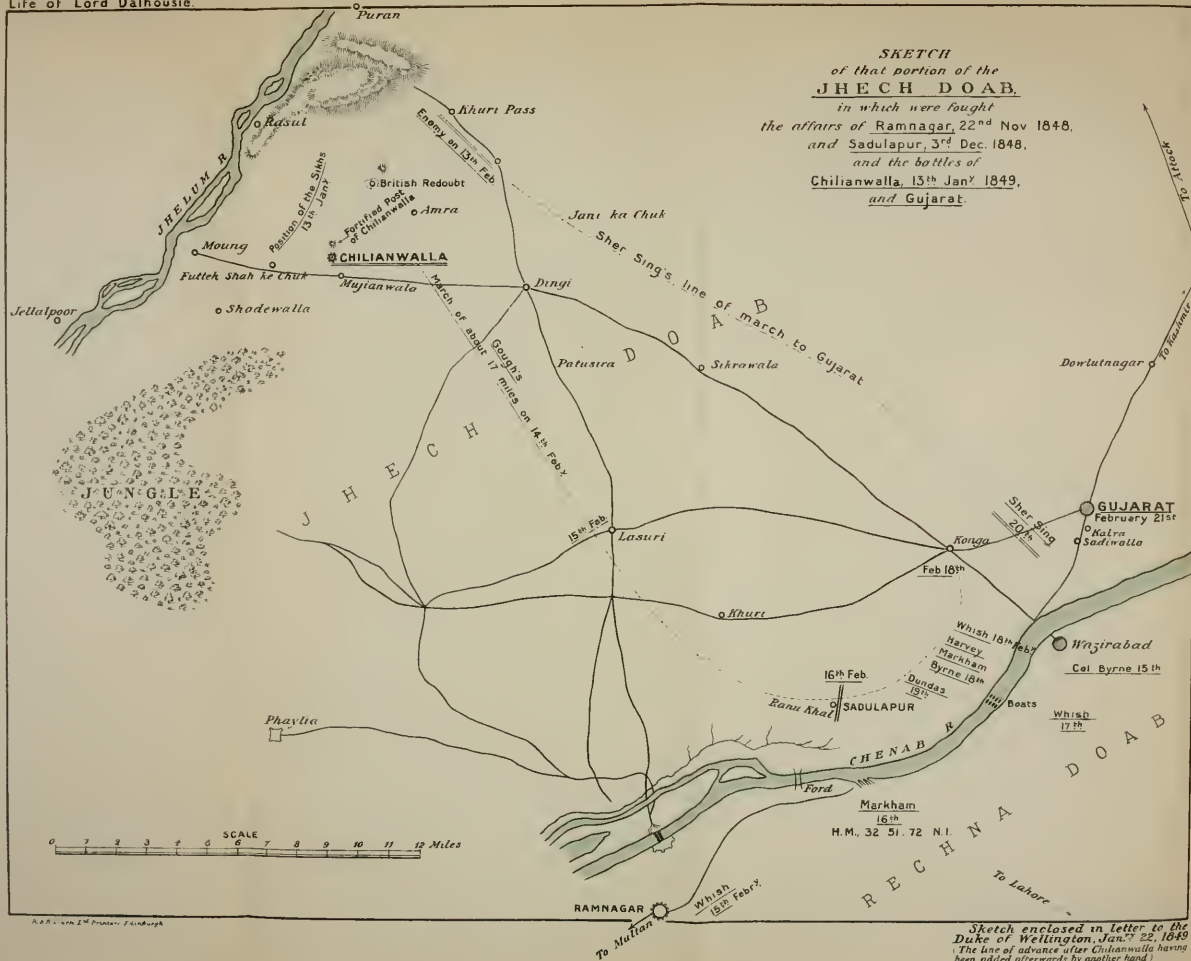 Life of Lord Dalhousie.
SKETCH
of that portion of the
JHECH DOAB,
in which were fought
the affairs of Ramnagar, 22nd Nov 1848,
and Sadulapur, 3rd Dec. 1848,
and the battles of
Chilianwalla, 13th Jany. 1849,
and Gujarat.
Puran
Khuri Pass
Enemy on 13th Feb.
Rasul
JHELUM R
Position of the Sikhs
13th Jany.
British Redoubt
Amra
Fortified Post
of Chilianwalla
CHILIANWALLA
Moung
Futteh Shah ke Chuk
Mujianwala
Shodewalla
Jellalpoor
Jani ka Chuk
Sher Sing's line of march to Gujarat
Dingi
To Attock
To Kashmir
Dowlutnagar
Sikrawala
Patusira
Gough's
March of about 17 miles on 14th Feby.
JHECH DOAB
JUNGLE
GUJARAT
February 21st
Kalra
Sadiwalla
Sher Sing
20th
Konga
Feb 18th
15th Feb.
Lasuri
Khuri
Whish 18th Feby.
Harvey
Markham
Byrne 18th
Dundas
19th
Wazirabad
Col Byrne 15th
16th Feb.
Ranu Khal
SADULAPUR
Boats
Whish
17th
Phaylia
CHENAB R
Ford
Markham
16th
H.M., 32 51. 72 N.I.
RECHNA DOAB
To Lahore
SCALE
0 1 2 3 4 5 6 7 8 9 10 11 12 Miles
RAMNAGAR
Whish
15th Febry.
To Multan
Edinburgh
Sketch enclosed in letter to the
Duke of Wellington, Jany. 22, 1849
(The line of advance after Chilianwalla having
been added afterwards by another hand)